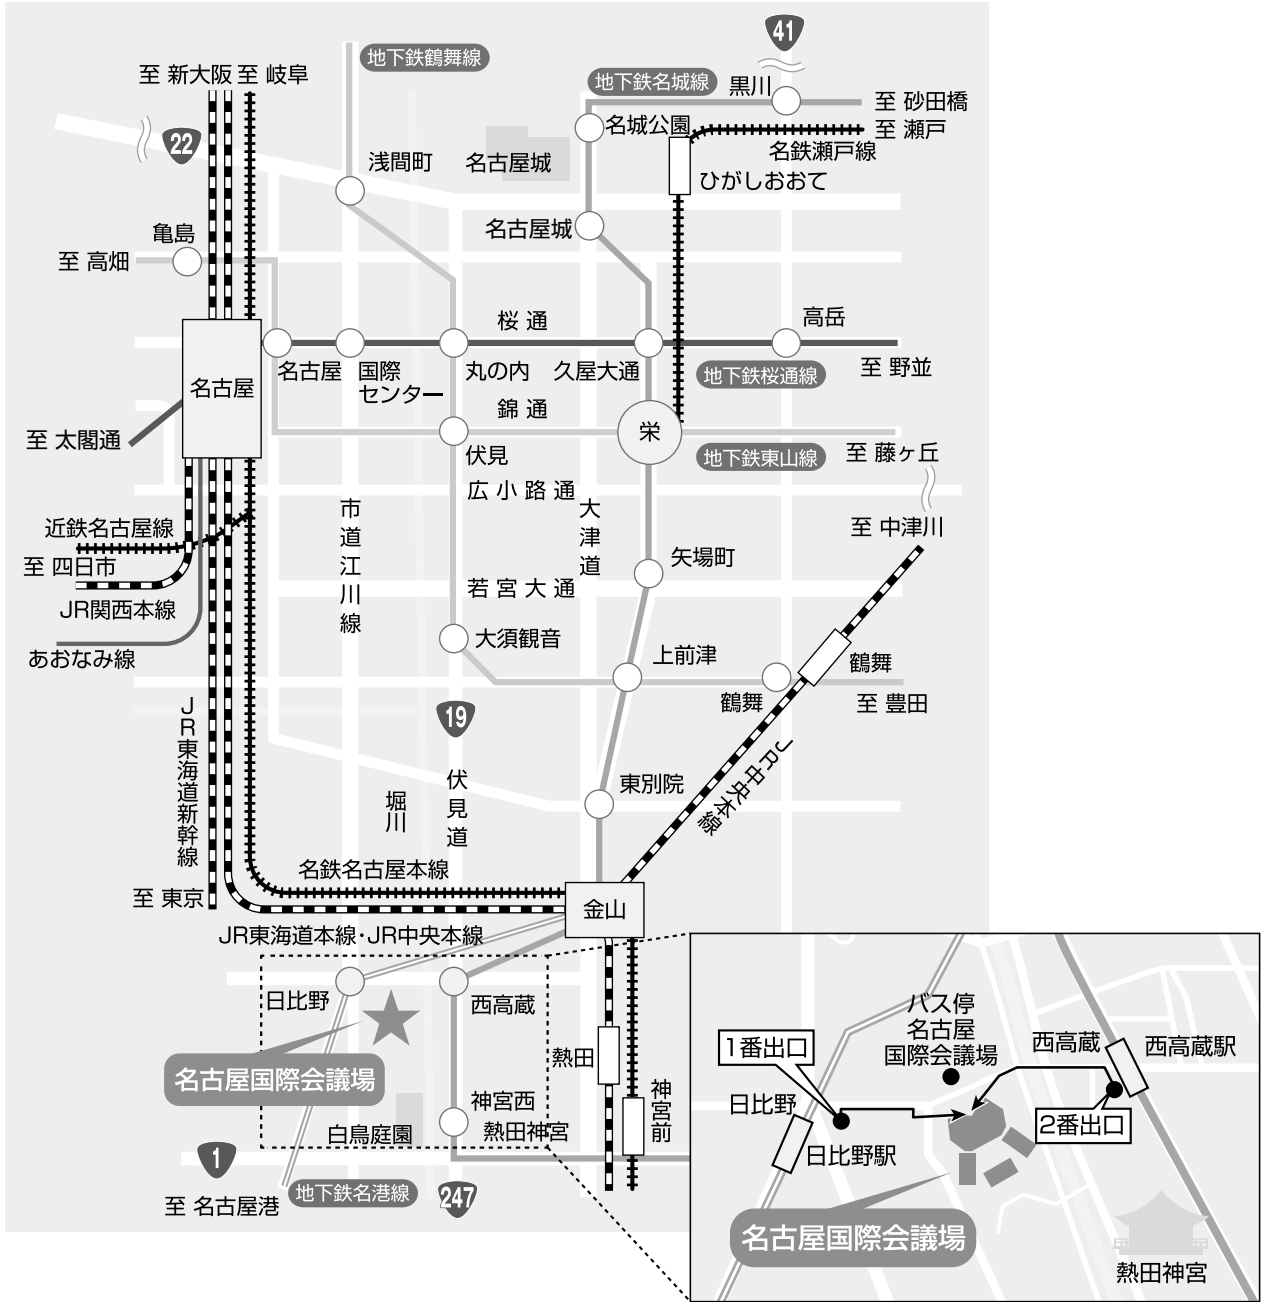 41
地下鉄鶴舞線
至 新大阪
至 岐阜
地下鉄名城線
黒川
至 砂田橋
22
名城公園
至 瀬戸
名鉄瀬戸線
浅間町
名古屋城
ひがしおおて
亀島
名古屋城
至 高畑
桜 通
高岳
名古屋
名古屋
国際
センター
丸の内
久屋大通
地下鉄桜通線
至 野並
錦 通
至 太閤通
栄
伏見
地下鉄東山線
至 藤ヶ丘
広 小 路 通
市道江川線
大津道
近鉄名古屋線
至 中津川
至 四日市
矢場町
若 宮 大 通
JR関西本線
大須観音
あおなみ線
上前津
鶴舞
鶴舞
至 豊田
JR東海道新幹線
19
JR中央本線
伏見道
堀川
東別院
名鉄名古屋本線
至 東京
金山
JR東海道本線・JR中央本線
日比野
西高蔵
熱田
名古屋国際会議場
神宮前
神宮西
熱田神宮
白鳥庭園
1
至 名古屋港
地下鉄名港線
247
バス停
名古屋
国際会議場
1番出口
西高蔵
西高蔵駅
日比野
2番出口
日比野駅
名古屋国際会議場
熱田神宮